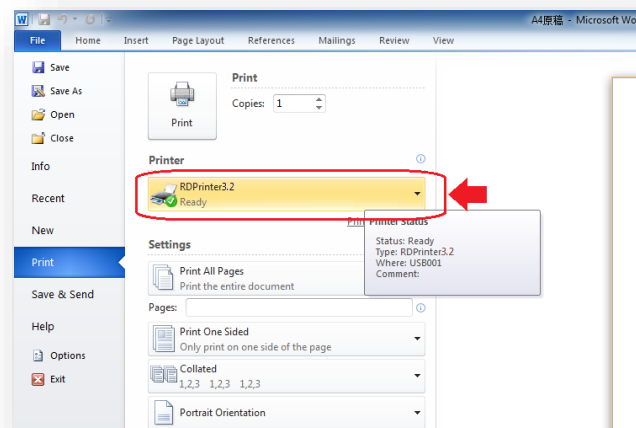 A4原稿 - Microsoft Wo
File Home Insert Page Layout References Mailings Review View
Save
Save As
Open
Close
Info
Recent
New
Print
Save & Send
Help
Options
Exit
Print
Print
Copies: 1
Printer
RDPrinter3.2
Ready
Printer Status
Status: Ready
Type: RDPrinter3.2
Where: USB001
Comment:
Settings
Print All Pages
Print the entire document
Pages:
Print One Sided
Only print on one side of the page
Collated
1,2,3 1,2,3 1,2,3
Portrait Orientation